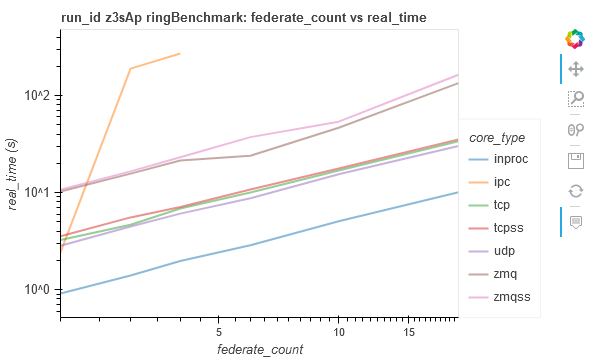 run_id z3sAp ringBenchmark: federate_count vs real_time
10^2
10^1
10^0
real_time (s)
5
10
15
federate_count
core_type
inproc
ipc
tcp
tcpss
udp
zmq
zmqss